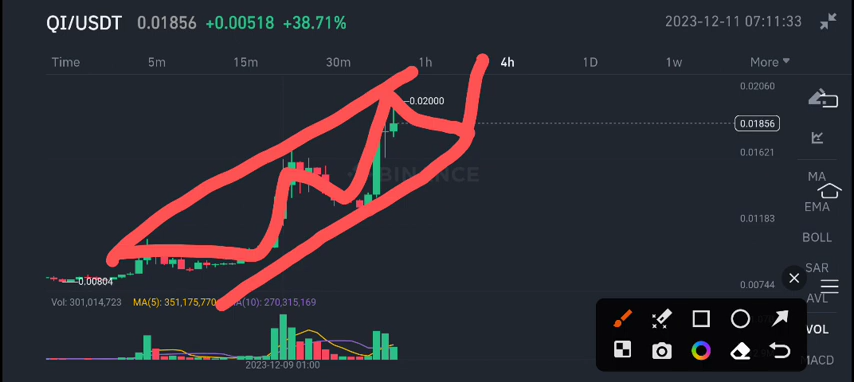 QI/USDT 0.01856 +0.00518 +38.71% 2023-12-11 07:11:33
Time 5m 15m 30m 1h 4h 1D 1w More
0.02060
0.02000
0.01856
0.01621
BINANCE
MA
EMA
0.01183
BOLL
SAR
0.00804
0.00744
AVL
Vol: 301,014,723 MA(5): 351,175,770 MA(10): 270,315,169
VOL
2023-12-09 01:00
MACD